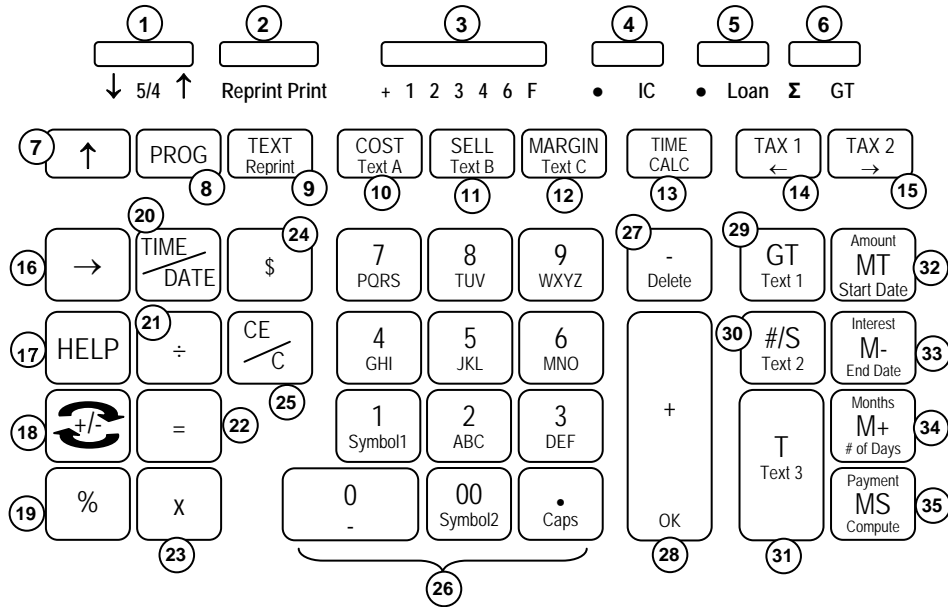 1 2 3 4 5 6
↓ 5/4 ↑ Reprint Print + 1 2 3 4 6 F • IC • Loan Σ GT
7 ↑ PROG TEXT COST SELL MARGIN TIME TAX 1 TAX 2
Reprint Text A Text B Text C CALC ← →
8 9 10 11 12 13 14 15
20 24 27 29
16 → TIME $ 7 8 9 - GT Amount
DATE PQRS TUV WXYZ Delete Text 1 MT 32
Start Date
21 30
17 HELP ÷ CE 4 5 6 #/S Interest
C GHI JKL MNO Text 2 M- 33
25 End Date
18 +/- = 22 1 2 3 + T Months
Symbol1 ABC DEF Text 3 M+ 34
# of Days
19 % X 0 00 • Payment
- Symbol2 Caps OK MS 35
Compute
23 26 28 31